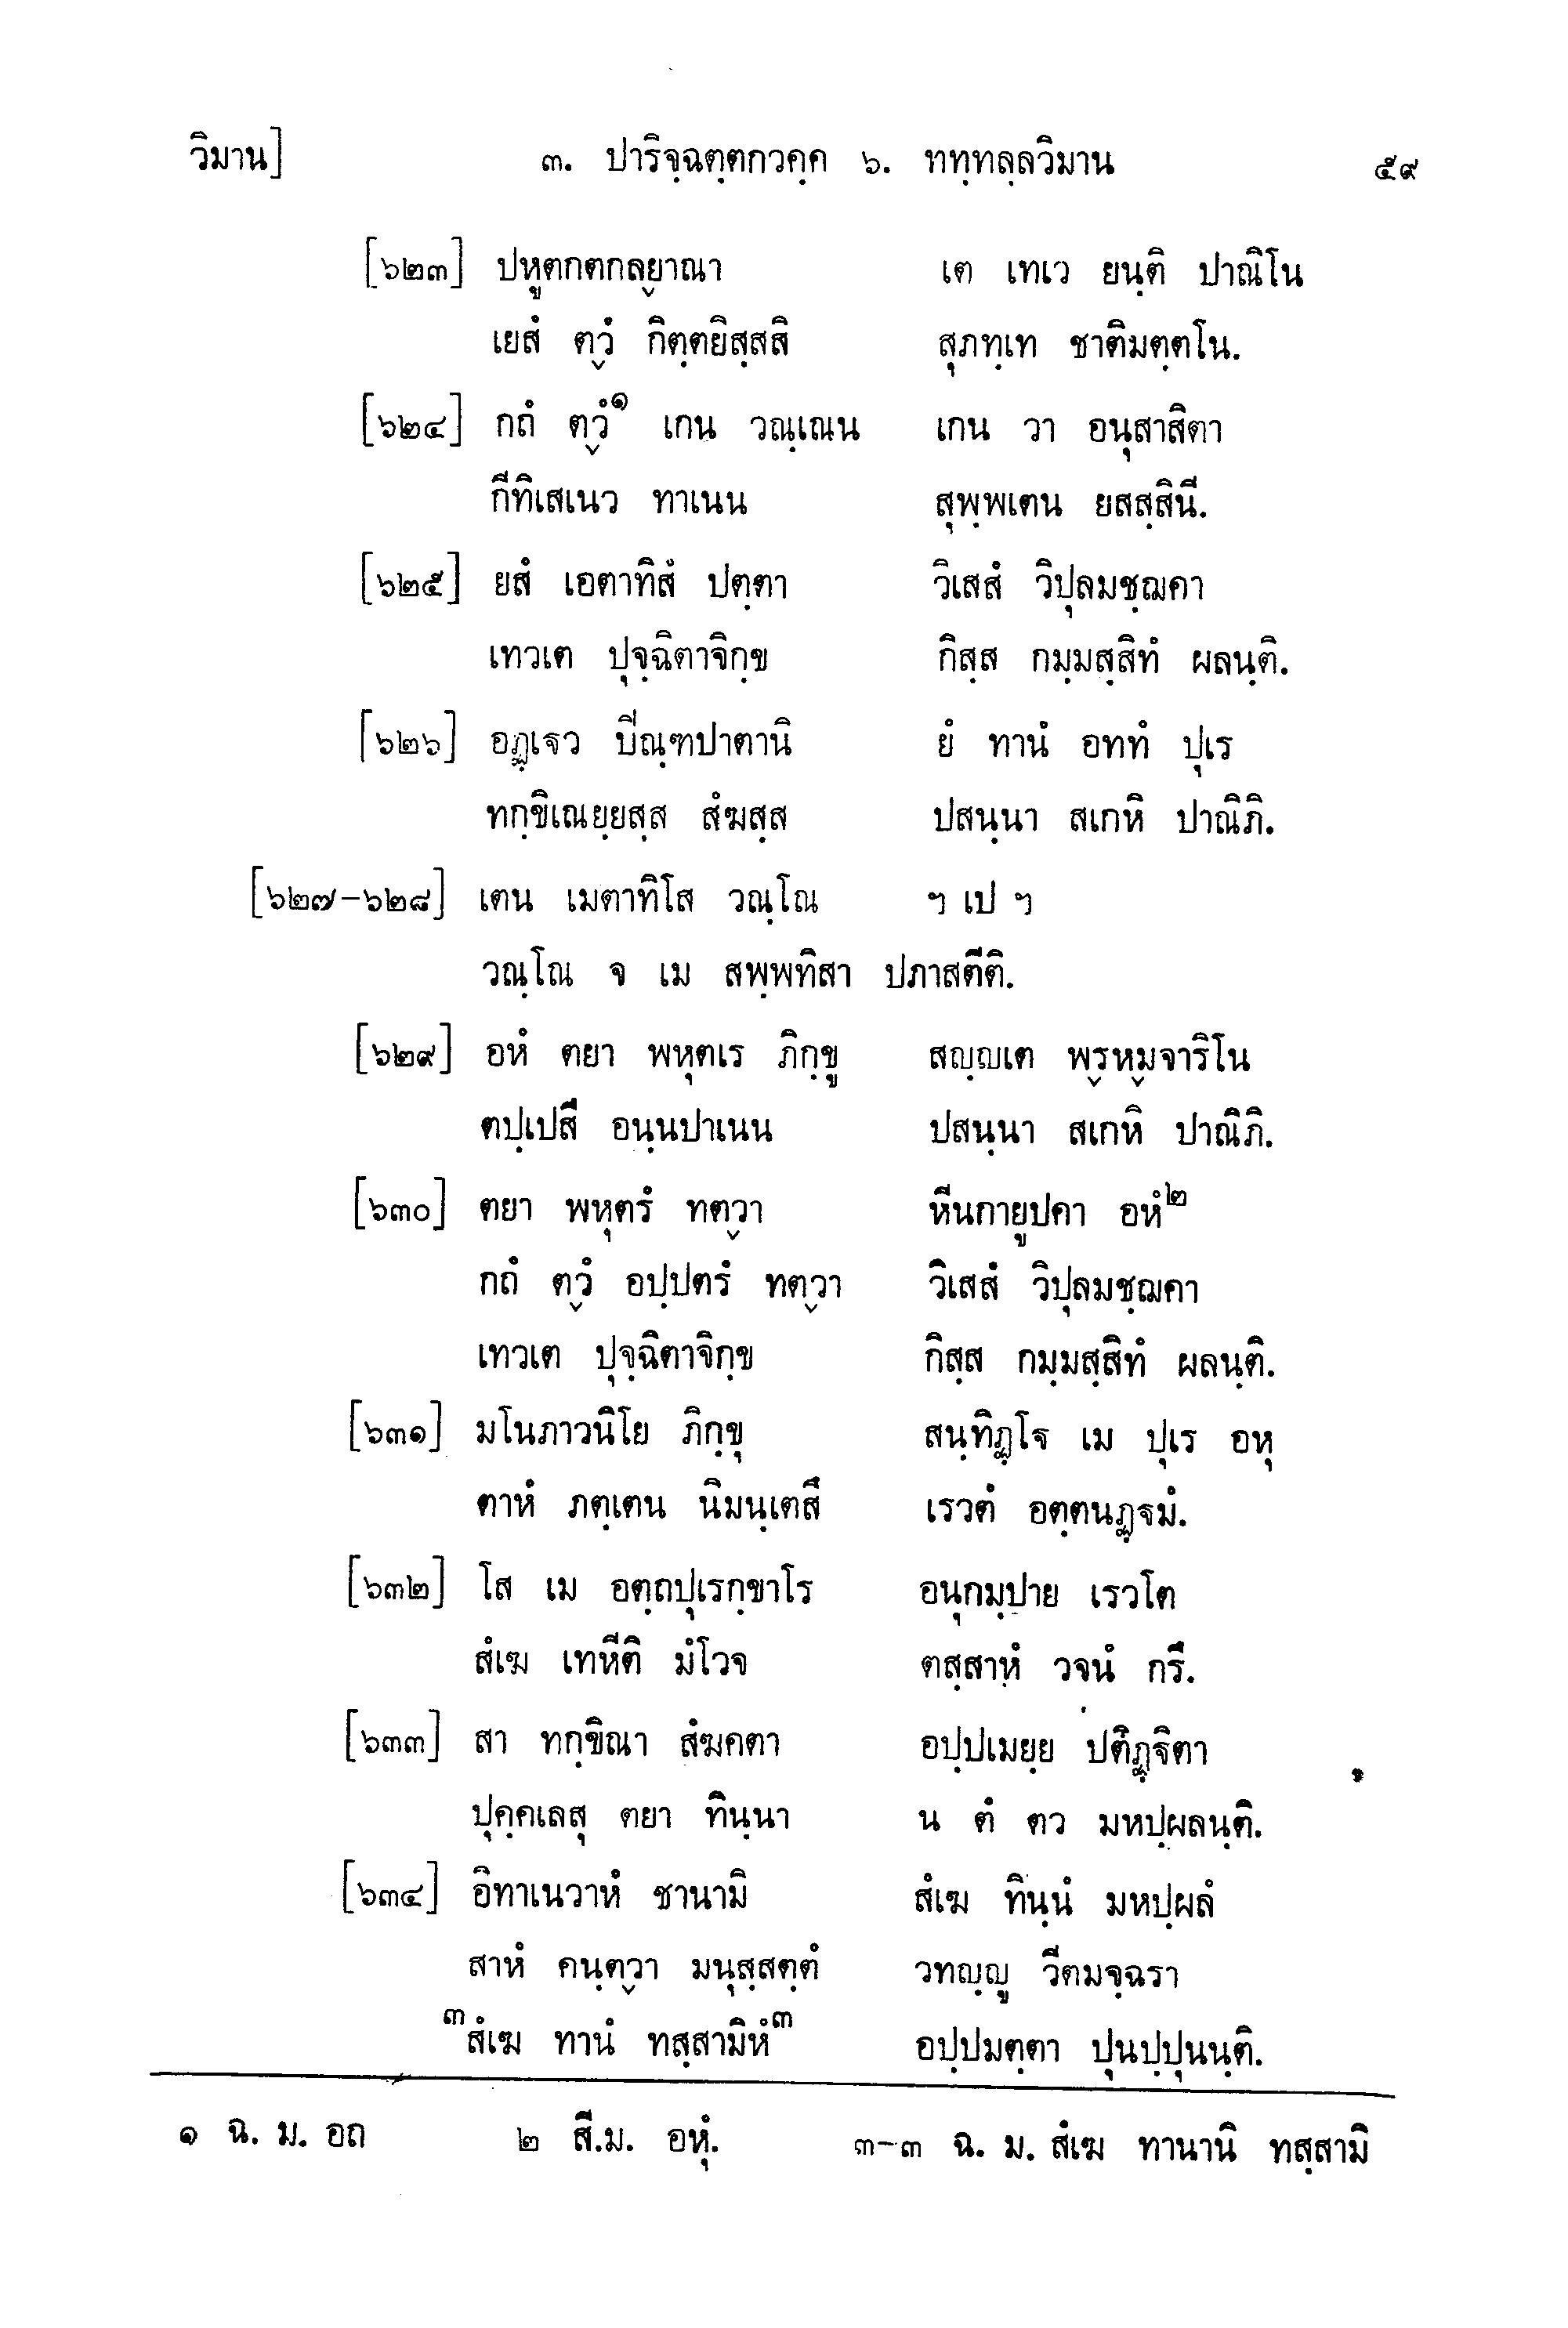 วิมาน] ๓. ปาริจฺฉตฺตกวคฺค ๖. ททฺทลฺลวิมาน ๕๙
[๖๒๓] ปหูตกตกลฺยาณา เต เทเว ยนฺติ ปาณิโน
เยสํ ตฺวํ กิตฺตยิสฺสสิ สุภทฺเท ชาติมตฺตโน.
[๖๒๔] กถํ ตฺวํ๑ เกน วณฺเณน เกน วา อนุสาสิตา
กีทิเสเนว ทาเนน สุพฺพเตน ยสสฺสินี.
[๖๒๕] ยสํ เอตาทิสํ ปตฺตา วิเสสํ วิปุลมชฺฌคา
เทวเต ปุจฺฉิตาจิกฺข กิสฺส กมฺมสฺสิทํ ผลนฺติ.
[๖๒๖] อฏฺเฐว ปิณฺฑปาตานิ ยํ ทานํ อททํ ปุเร
ทกฺขิเณยฺยสฺส สํฆสฺส ปสนฺนา สเกหิ ปาณิภิ.
[๖๒๗-๖๒๘] เตน เมตาทิโส วณฺโณ ฯ เป ฯ
วณฺโณ จ เม สพฺพทิสา ปภาสตีติ.
[๖๒๙] อหํ ตยา พหุตเร ภิกฺขู สญฺญเต พฺรหฺมจาริโน
ตปฺเปสึ อนฺนปาเนน ปสนฺนา สเกหิ ปาณิภิ.
[๖๓๐] ตยา พหุตรํ ทตฺวา หีนกายูปคา อหํ๒
กถํ ตฺวํ อปฺปตรํ ทตฺวา วิเสสํ วิปุลมชฺฌคา
เทวเต ปุจฺฉิตาจิกฺข กิสฺส กมฺมสฺสิทํ ผลนฺติ.
[๖๓๑] มโนภาวนิโย ภิกฺขุ สนฺทิฏฺโฐ เม ปุเร อหุ
ตาหํ ภตฺเตน นิมนฺเตสึ เรวตํ อตฺตนฏฺฐมํ.
[๖๓๒] โส เม อตฺถปุเรกฺขาโร อนุกมฺปาย เรวโต
สํเฆ เทหีติ มํโวจ ตสฺสาหํ วจนํ กรึ.
[๖๓๓] สา ทกฺขิณา สํฆคตา อปฺปเมยฺย ปติฏฺฐิตา
ปุคฺคเลสุ ตยา ทินฺนา น ตํ ตว มหปฺผลนฺติ.
[๖๓๔] อิทาเนวาหํ ชานามิ สํเฆ ทินฺนํ มหปฺผลํ
สาหํ คนฺตฺวา มนุสฺสตฺตํ วทญฺญู วีตมจฺฉรา
๓สํเฆ ทานํ ทสฺสามิหํ๓ อปฺปมตฺตา ปุนปฺปุนนฺติ.
๑ ฉ. ม. อถ ๒ สี.ม. อหุํ. ๓-๓ ฉ. ม. สํเฆ ทานานิ ทสฺสามิ